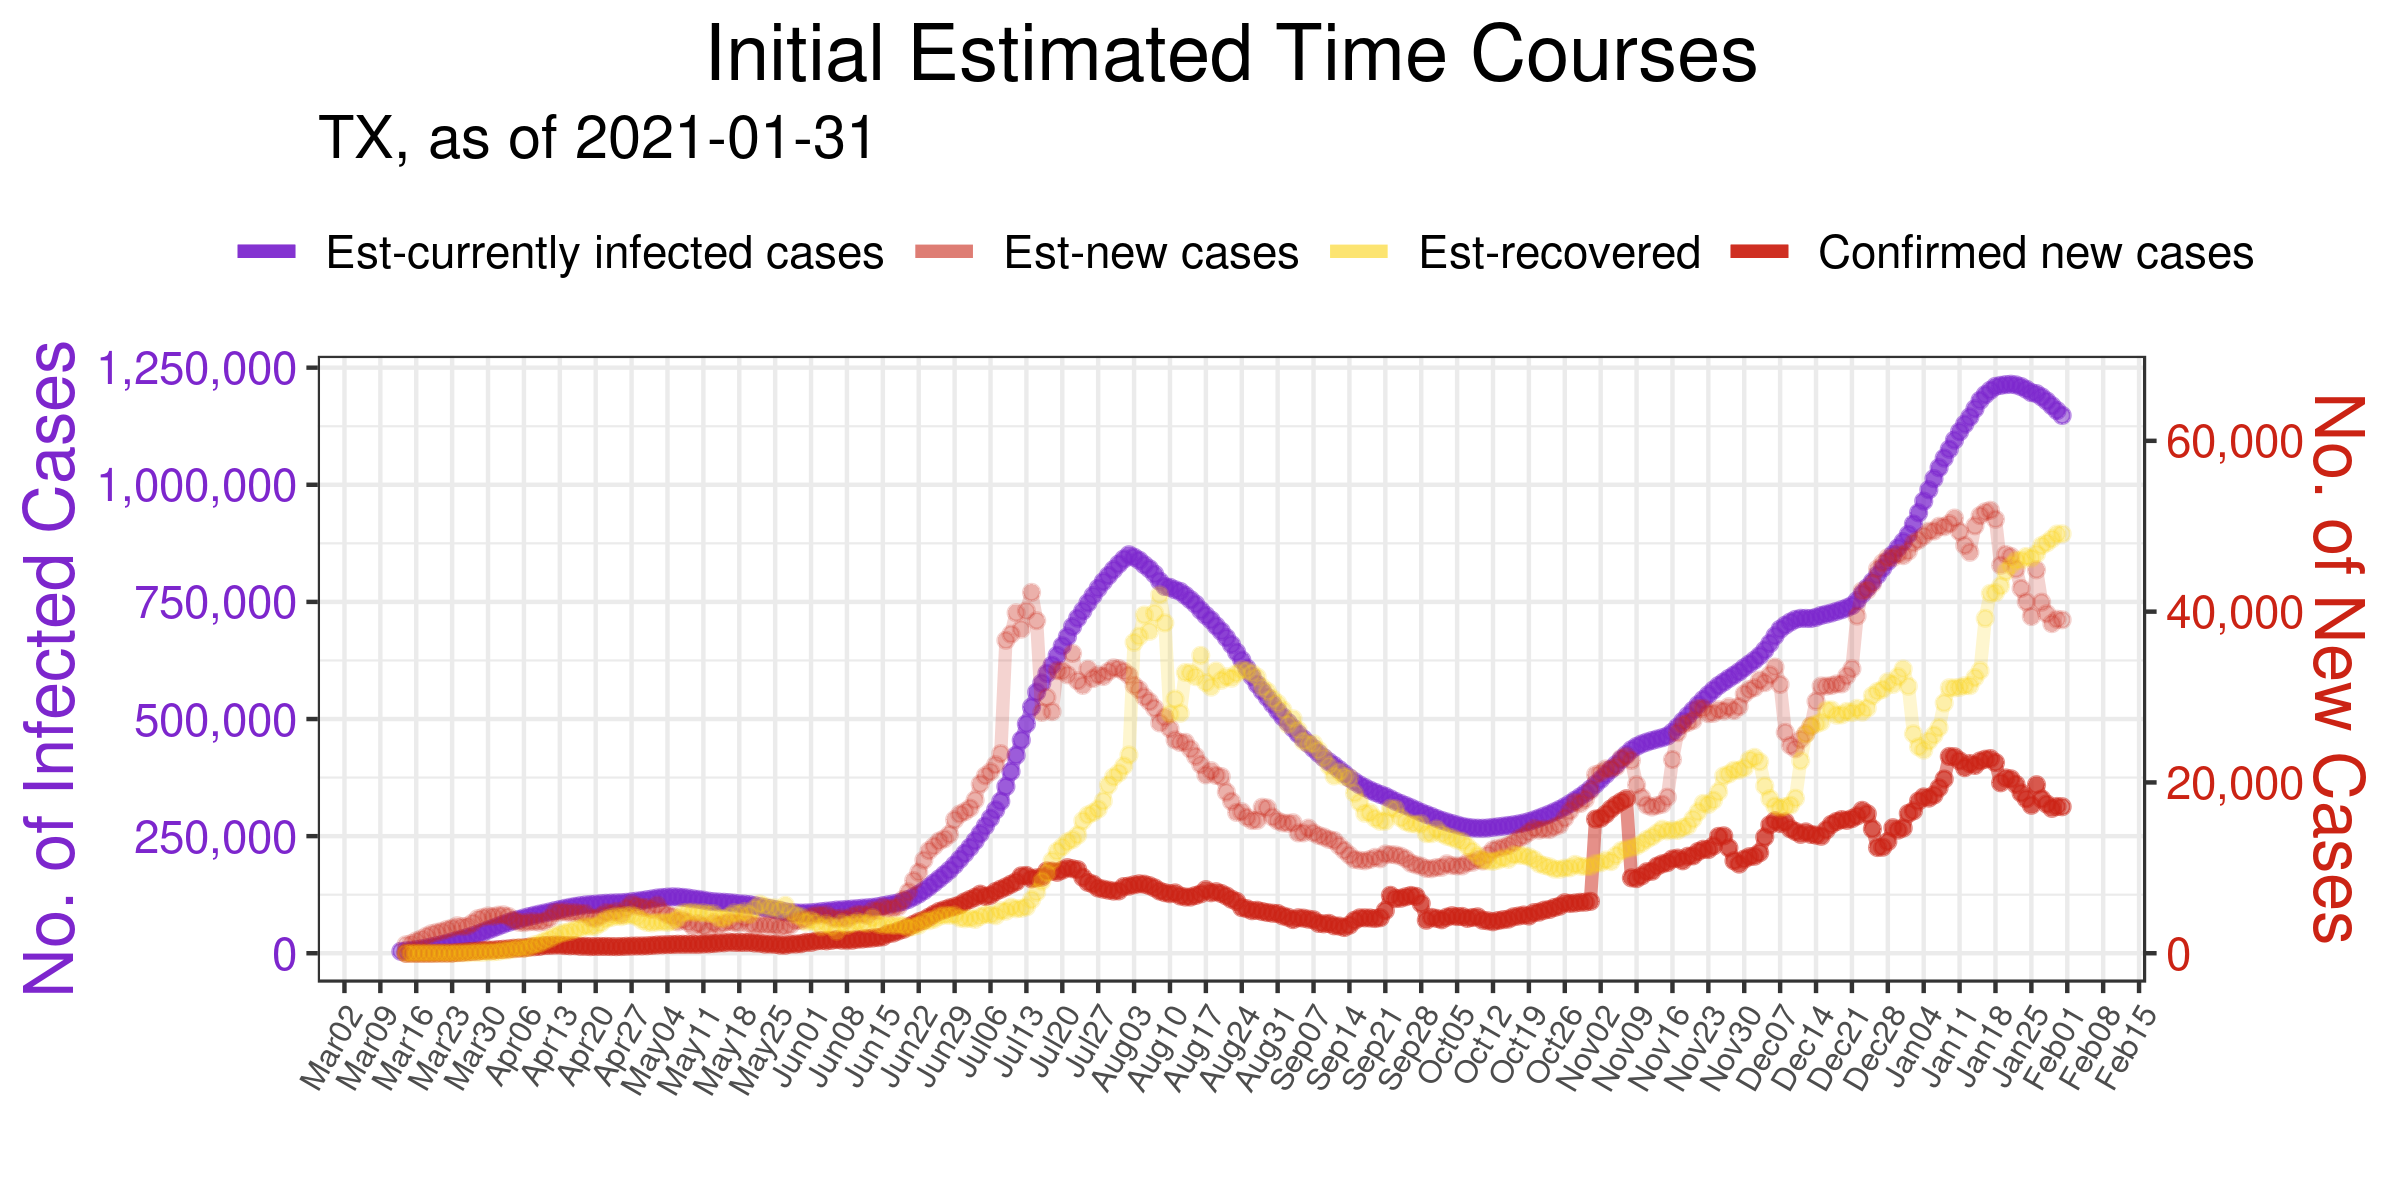 Initial Estimated Time Courses
TX, as of 2021-01-31
Est-currently infected cases Est-new cases Est-recovered Confirmed new cases
No. of Infected Cases
1,250,000
1,000,000
750,000
500,000
250,000
0
60,000
40,000
20,000
0
No. of New Cases
Mar02 Mar09 Mar16 Mar23 Mar30 Apr06 Apr13 Apr20 Apr27 May04 May11 May18 May25 Jun01 Jun08 Jun15 Jun22 Jun29 Jul06 Jul13 Jul20 Jul27 Aug03 Aug10 Aug17 Aug24 Aug31 Sep07 Sep14 Sep21 Sep28 Oct05 Oct12 Oct19 Oct26 Nov02 Nov09 Nov16 Nov23 Nov30 Dec07 Dec14 Dec21 Dec28 Jan04 Jan11 Jan18 Jan25 Feb01 Feb08 Feb15